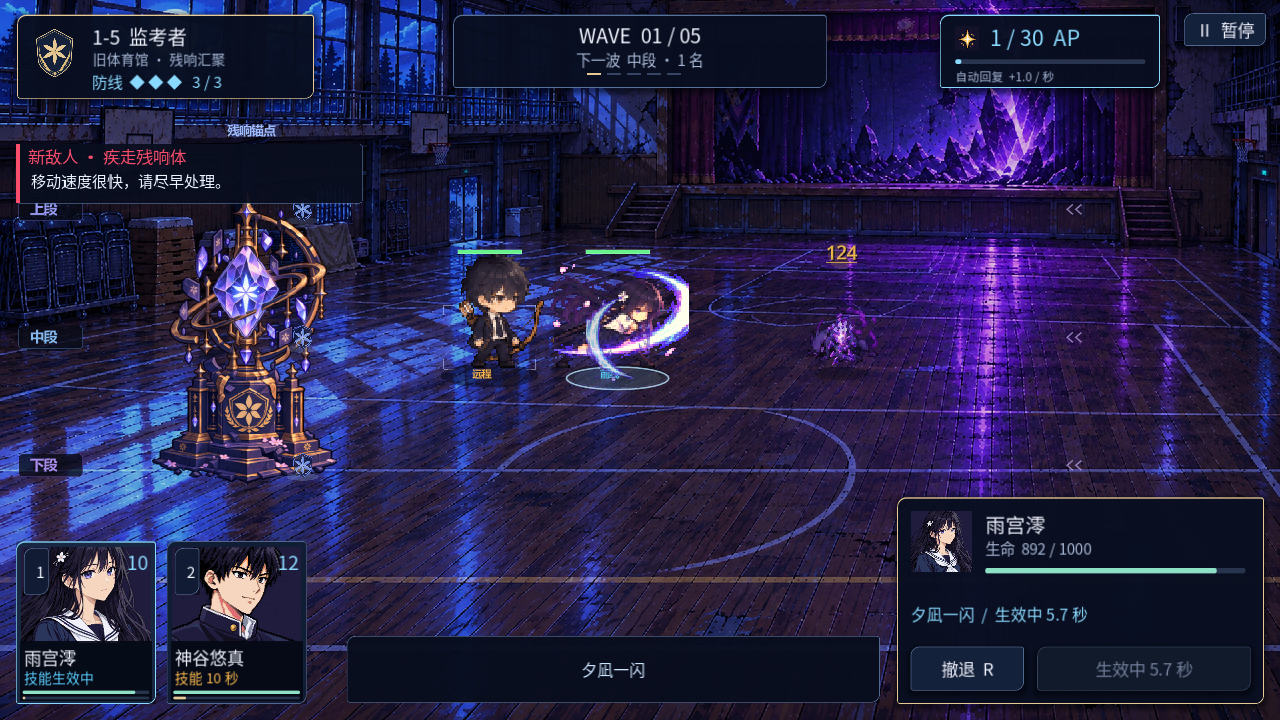 1-5 监考者
旧体育馆 · 残响汇聚
防线 3 / 3
WAVE 01 / 05
下一波 中段 · 1 名
1 / 30 AP
自动回复 +1.0 / 秒
暂停
残响锚点
新敌人 · 疾走残响体
移动速度很快，请尽早处理。
上段
中段
下段
124
远程
1
10
雨宫澪
技能生效中
2
12
神谷悠真
技能 10 秒
夕凪一闪
雨宫澪
生命 892 / 1000
夕凪一闪 / 生效中 5.7 秒
撤退 R
生效中 5.7 秒